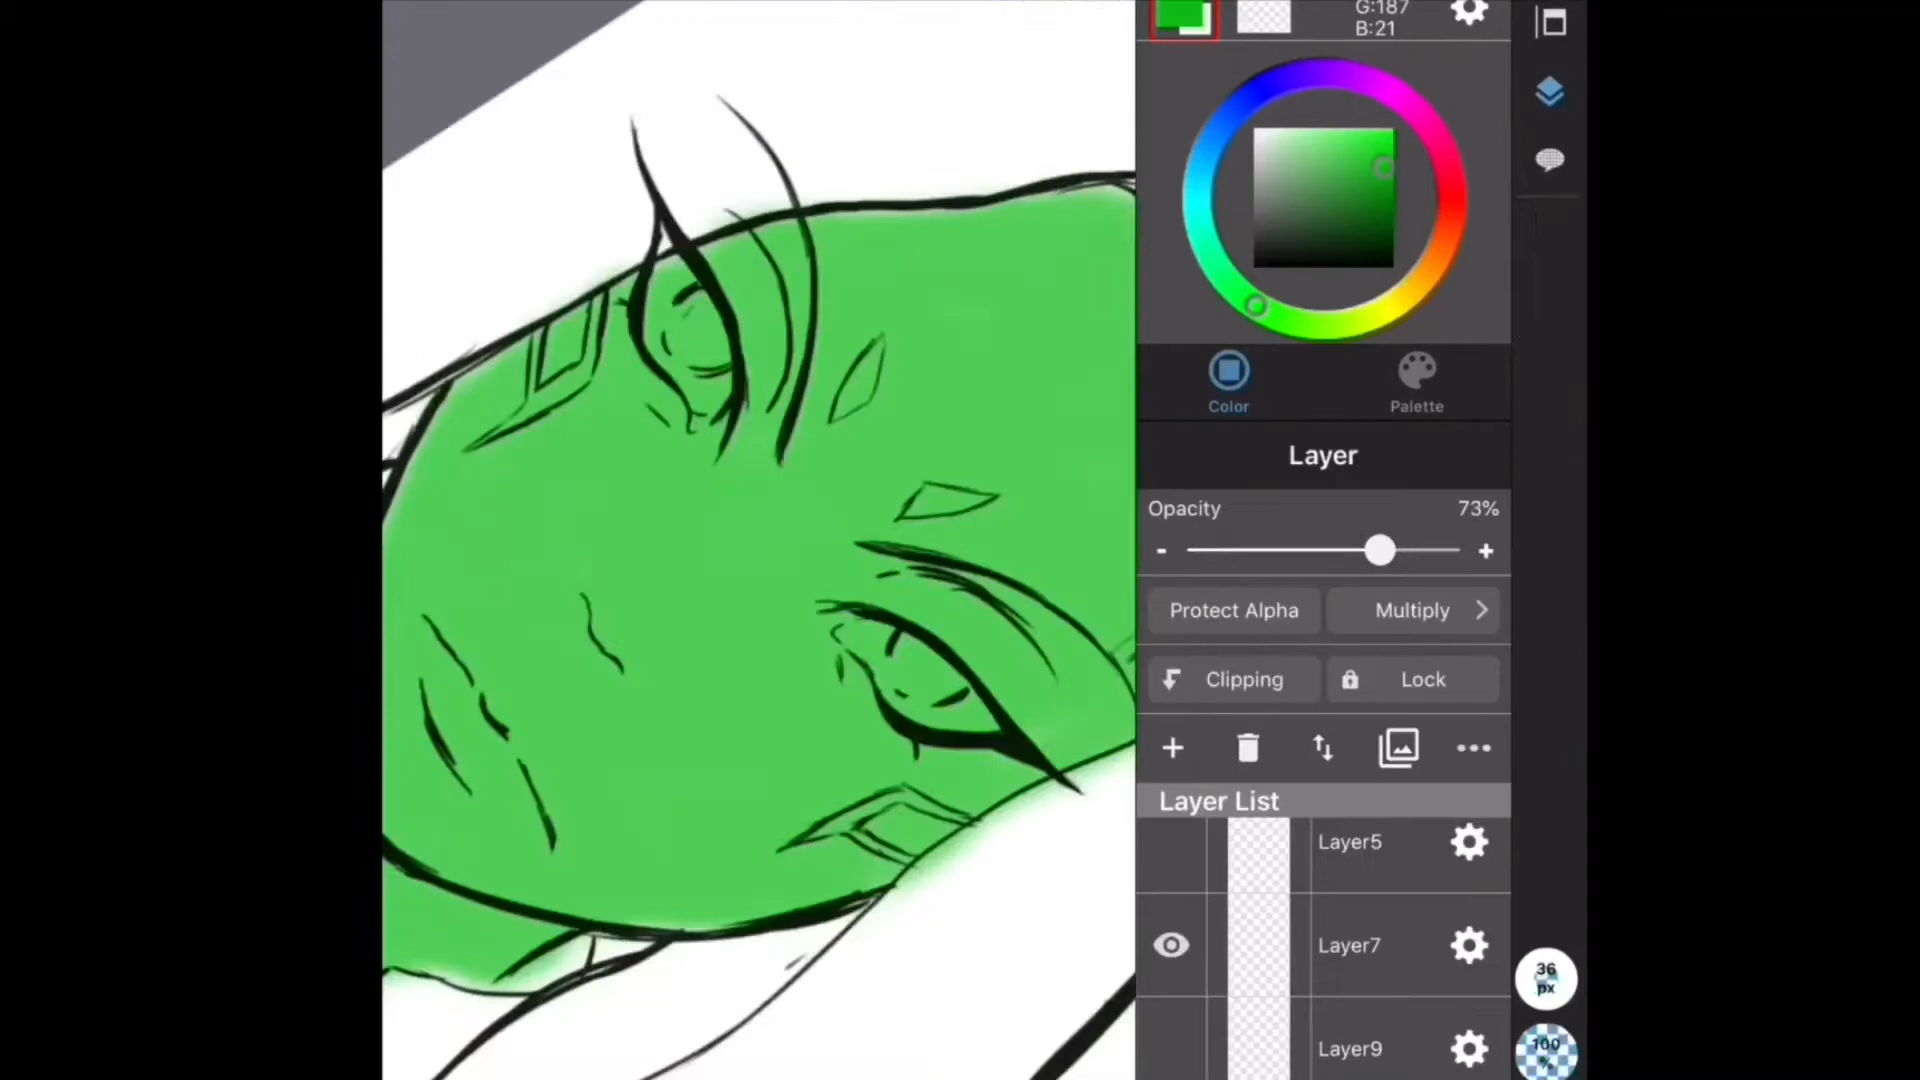 G:187
B:21
Color
Palette
Layer
Opacity 73%
- +
Protect Alpha Multiply
Clipping Lock
Layer List
Layer5
Layer7
Layer9
36
px
100
%